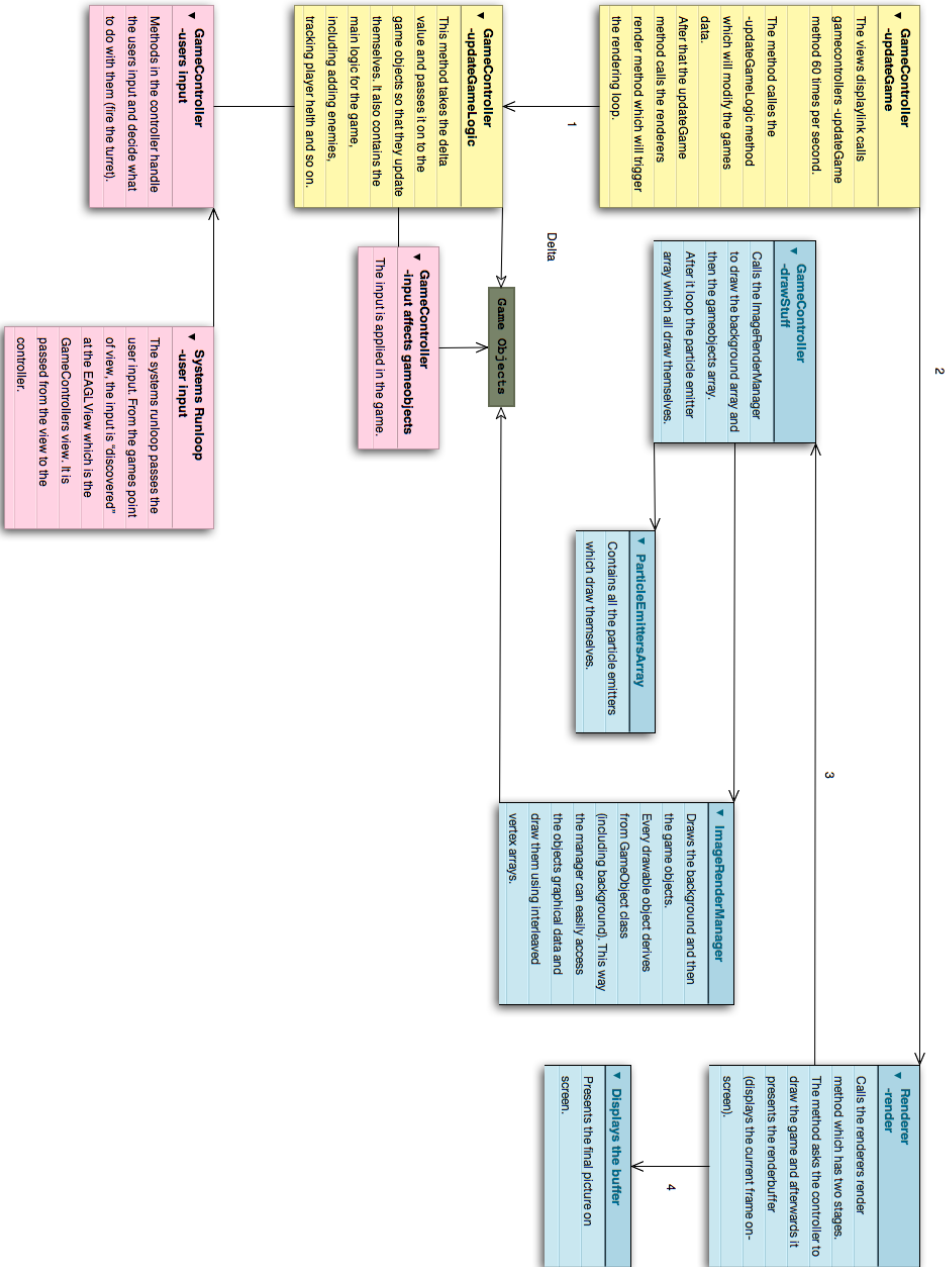 GameController
-updateGame
The views displaylink calls
gamecontrollers -updateGame
method 60 times per second.
The method calls the
-updateGameLogic method
which will modify the games
data.
After that the updateGame
method calls the renderers
render method which will trigger
the rendering loop.
2
1
GameController
-drawStuff
Calls the ImageRenderManager
to draw the background array and
then the gameobjects array.
After it loop the particle emitter
array which all draw themselves.
3
Renderer
-render
Calls the renderers render
method which has two stages.
The method asks the controller to
draw the game and afterwards it
presents the renderbuffer
(displays the current frame on-
screen).
4
ImageRenderManager
Draws the background and then
the game objects.
Every drawable object derives
from GameObject class
(including background). This way
the manager can easily access
the objects graphical data and
draw them using interleaved
vertex arrays.
ParticleEmittersArray
Contains all the particle emitters
which draw themselves.
Displays the buffer
Presents the final picture on
screen.
Delta
Game Objects
GameController
-updateGameLogic
This method takes the delta
value and passes it on to the
game objects so that they update
themselves. It also contains the
main logic for the game,
including adding enemies,
tracking player helth and so on.
GameController
-input affects gameobjects
The input is applied in the game.
GameController
-users input
Methods in the controller handle
the users input and decide what
to do with them (fire the turret).
Systems Runloop
-user input
The systems runloop passes the
user input. From the games point
of view, the input is "discovered"
at the EAGLView which is the
GameControllers view. It is
passed from the view to the
controller.